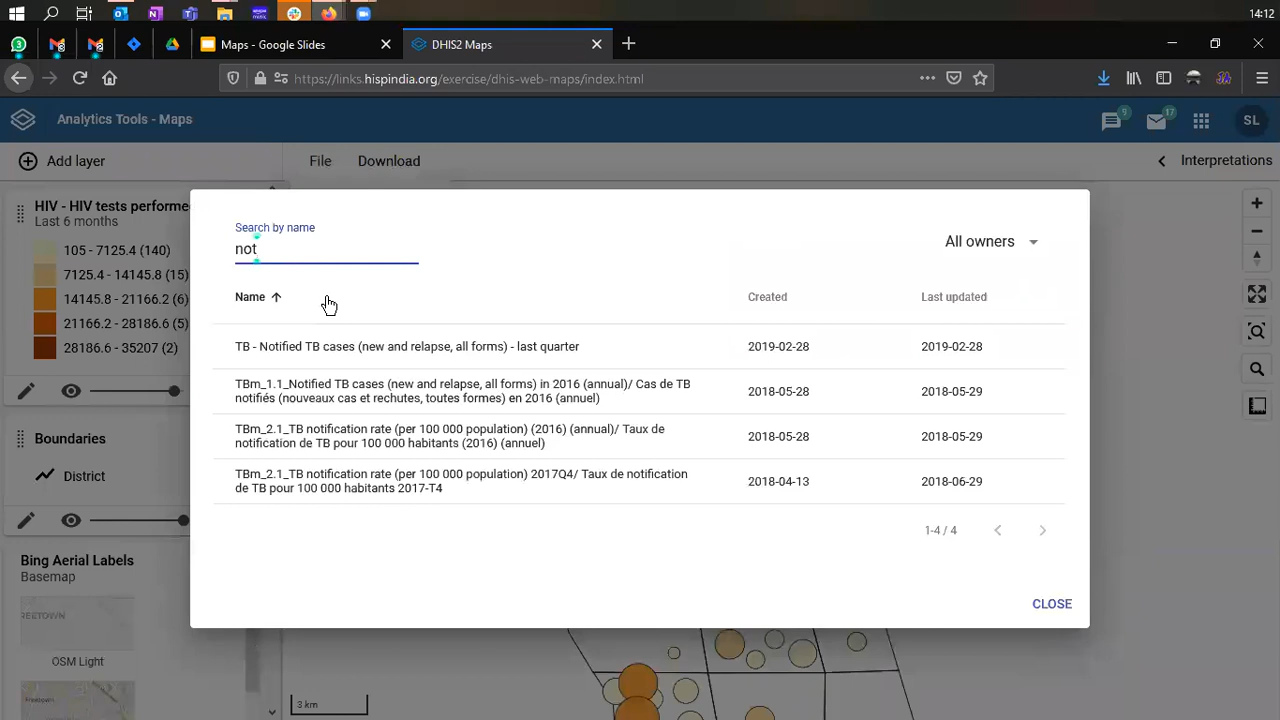 14:12
3
Maps - Google Slides
DHIS2 Maps
https://links.hispindia.org/exercise/dhis-web-maps/index.html
Analytics Tools - Maps
9
17
SL
Add layer
File
Download
Interpretations
HIV - HIV tests performe
Last 6 months
105 - 7125.4 (140)
7125.4 - 14145.8
14145.8 - 21166.2 (6)
21166.2 - 28186.6 (5)
28186.6 - 35207 (2)
Boundaries
District
Bing Aerial Labels
Basemap
REETOWN
OSM Light
Freetown
Search by name
not
All owners
Name
Created
Last updated
TB - Notified TB cases (new and relapse, all forms) - last quarter
2019-02-28
2019-02-28
TBm_1.1_Notified TB cases (new and relapse, all forms) in 2016 (annual)/ Cas de TB
notifiés (nouveaux cas et rechutes, toutes formes) en 2016 (annuel)
2018-05-28
2018-05-29
TBm_2.1_TB notification rate (per 100 000 population) (2016) (annual)/ Taux de
notification de TB pour 100 000 habitants (2016) (annuel)
2018-05-28
2018-05-29
TBm_2.1_TB notification rate (per 100 000 population) 2017Q4/ Taux de notification
de TB pour 100 000 habitants 2017-T4
2018-04-13
2018-06-29
1-4 / 4
CLOSE
3 km